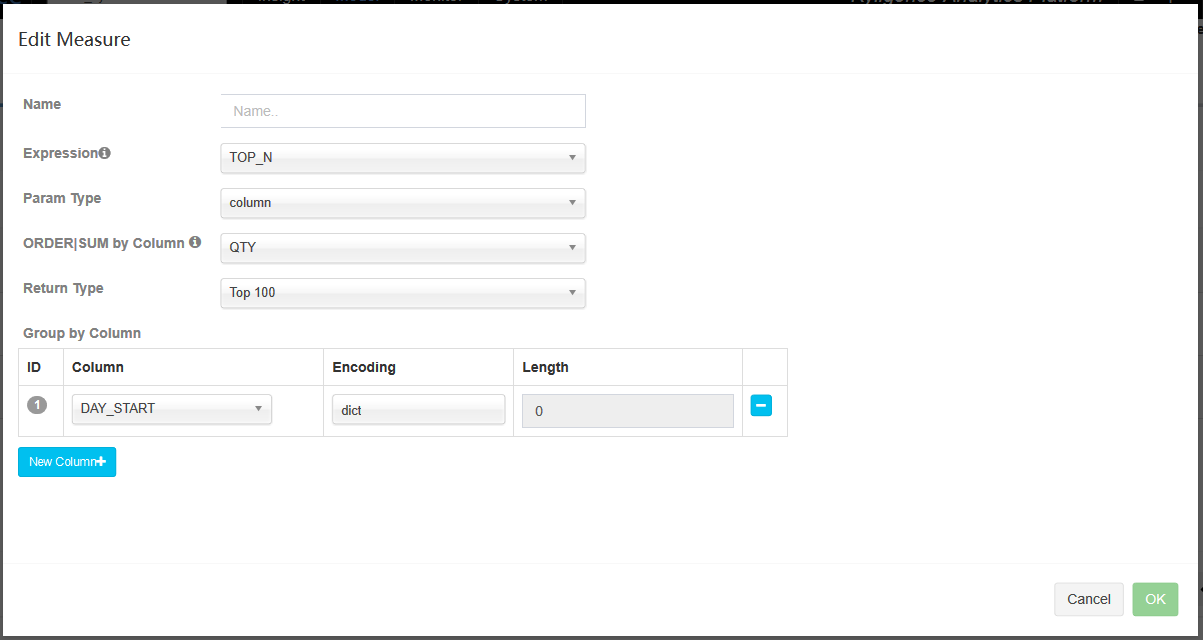 Edit Measure
Name
Name..
Expression
TOP_N
Param Type
column
ORDER|SUM by Column
QTY
Return Type
Top 100
Group by Column
ID Column Encoding Length
1 DAY_START dict 0
New Column+
Cancel OK